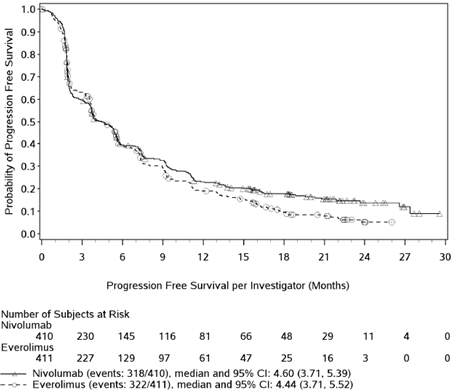 Probability of Progression Free Survival
1.0
0.9
0.8
0.7
0.6
0.5
0.4
0.3
0.2
0.1
0.0
0 3 6 9 12 15 18 21 24 27 30
Progression Free Survival per Investigator (Months)
Number of Subjects at Risk
Nivolumab
410 230 145 116 81 66 48 29 11 4 0
Everolimus
411 227 129 97 61 47 25 16 3 0 0
Nivolumab (events: 318/410), median and 95% CI: 4.60 (3.71, 5.39)
Everolimus (events: 322/411), median and 95% CI: 4.44 (3.71, 5.52)